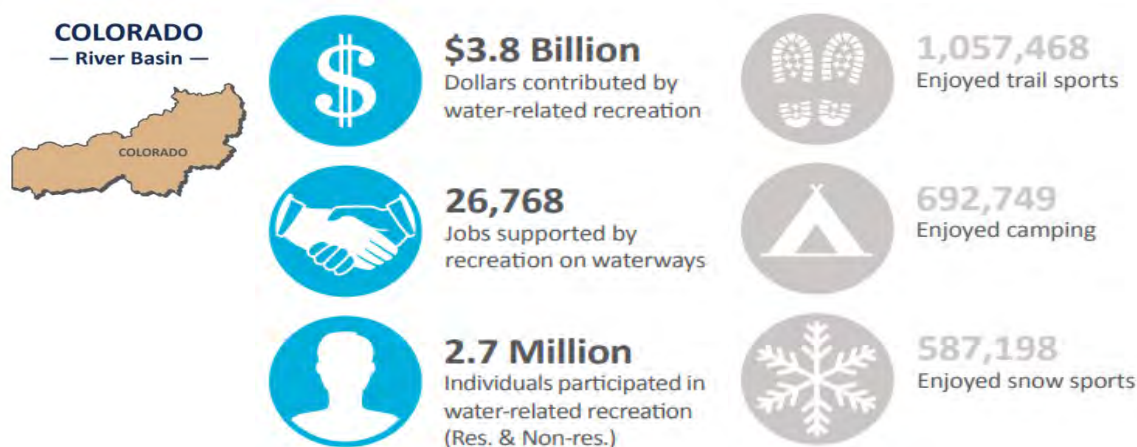 COLORADO
— River Basin —
COLORADO
$3.8 Billion
Dollars contributed by
water-related recreation
26,768
Jobs supported by
recreation on waterways
2.7 Million
Individuals participated in
water-related recreation
(Res. & Non-res.)
1,057,468
Enjoyed trail sports
692,749
Enjoyed camping
587,198
Enjoyed snow sports